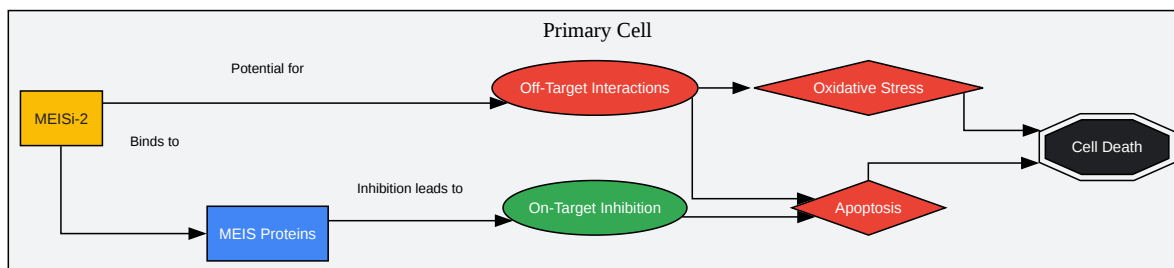 Primary Cell
Potential for
Off-Target Interactions
Oxidative Stress
MEISi-2
Binds to
Cell Death
Inhibition leads to
On-Target Inhibition
Apoptosis
MEIS Proteins